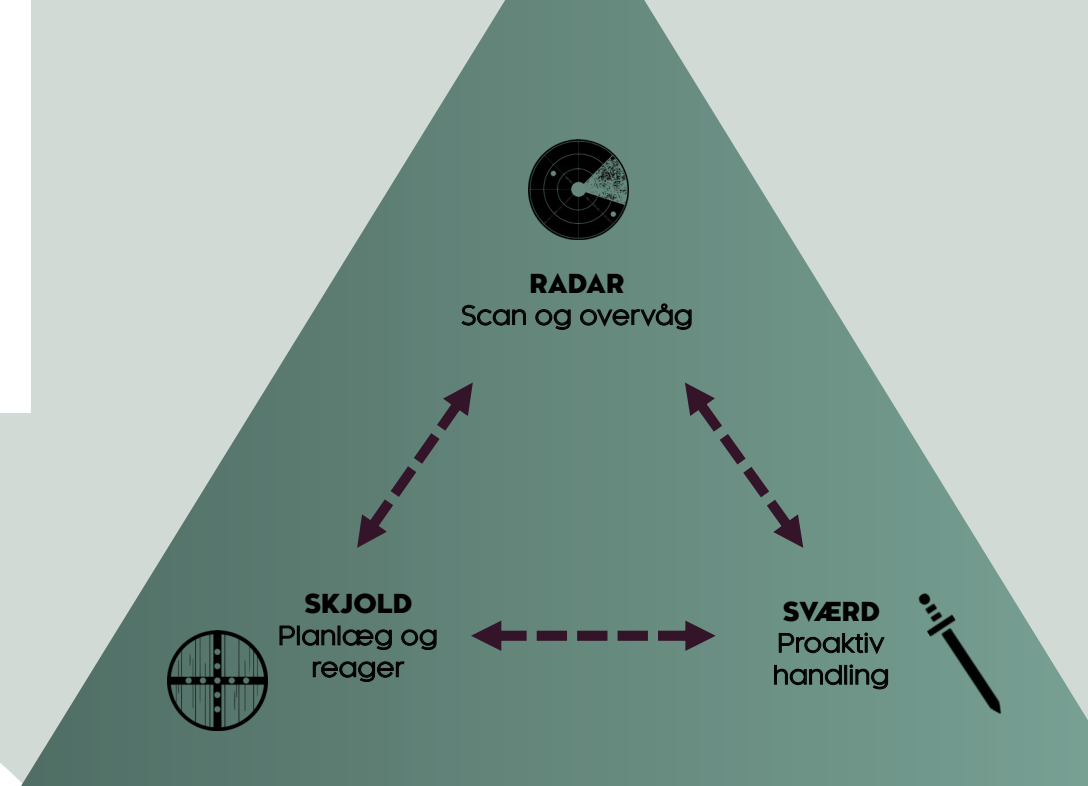 RADAR
Scan og overvåg
SKJOLD
Planlæg og
reager
SVÆRD
Proaktiv
handling